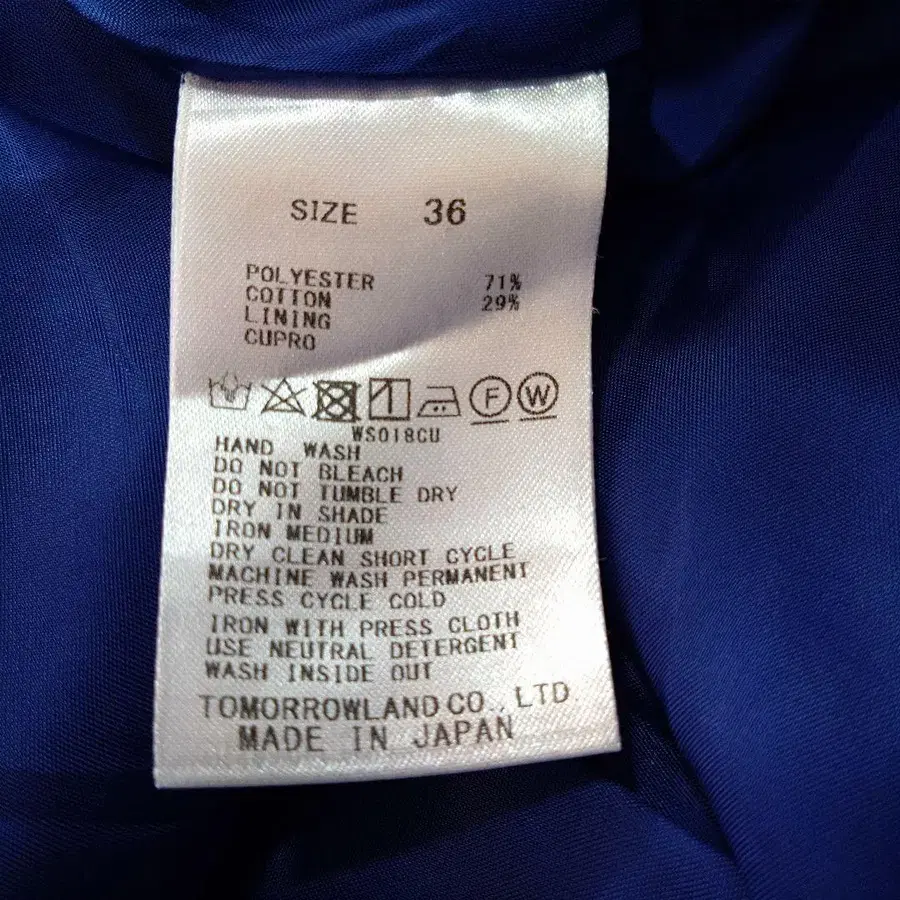 SIZE 36
POLYESTER 71%
COTTON 29%
LINING
CUPRO
F W
WS018CU
HAND WASH
DO NOT BLEACH
DO NOT TUMBLE DRY
DRY IN SHADE
IRON MEDIUM
DRY CLEAN SHORT CYCLE
MACHINE WASH PERMANENT
PRESS CYCLE COLD
IRON WITH PRESS CLOTH
USE NEUTRAL DETERGENT
WASH INSIDE OUT
TOMORROWLAND CO., LTD.
MADE IN JAPAN